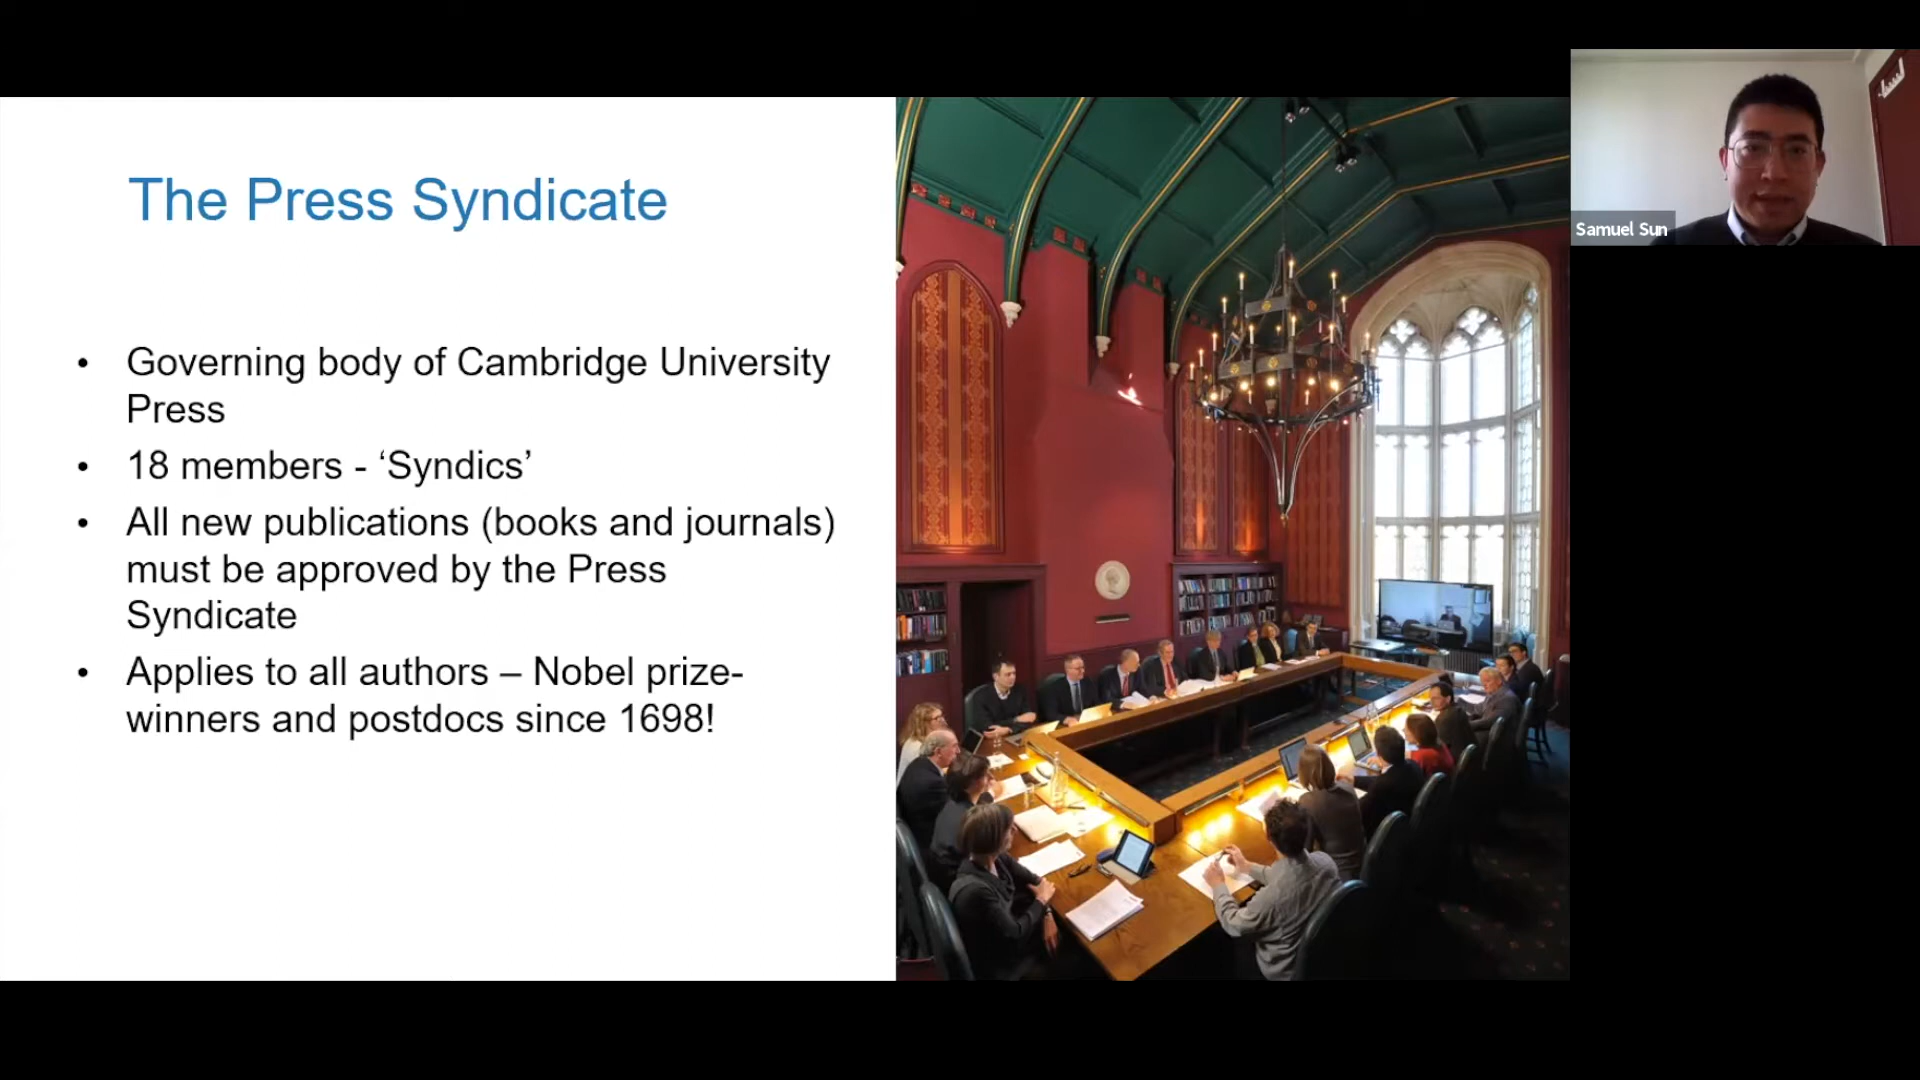 The Press Syndicate
• Governing body of Cambridge University
Press
• 18 members - ‘Syndics’
• All new publications (books and journals)
must be approved by the Press
Syndicate
• Applies to all authors – Nobel prize-
winners and postdocs since 1698!
Samuel Sun